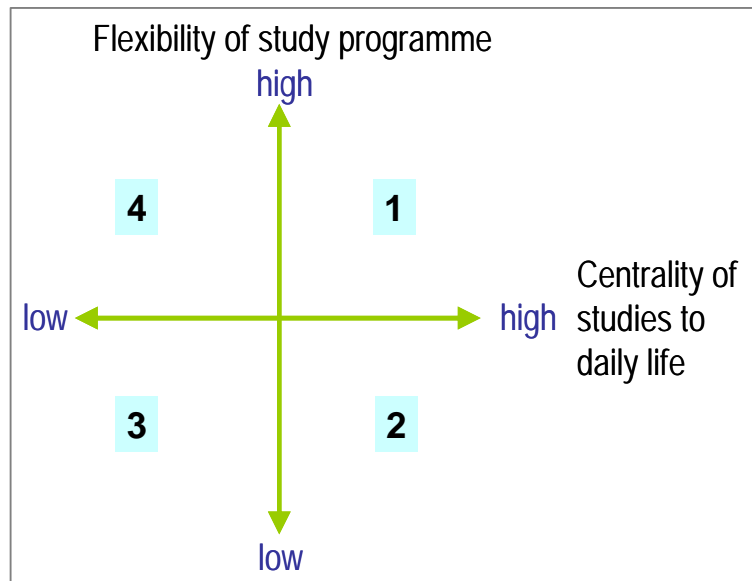 Flexibility of study programme
high
4 1
low high
Centrality of
studies to
daily life
3 2
low